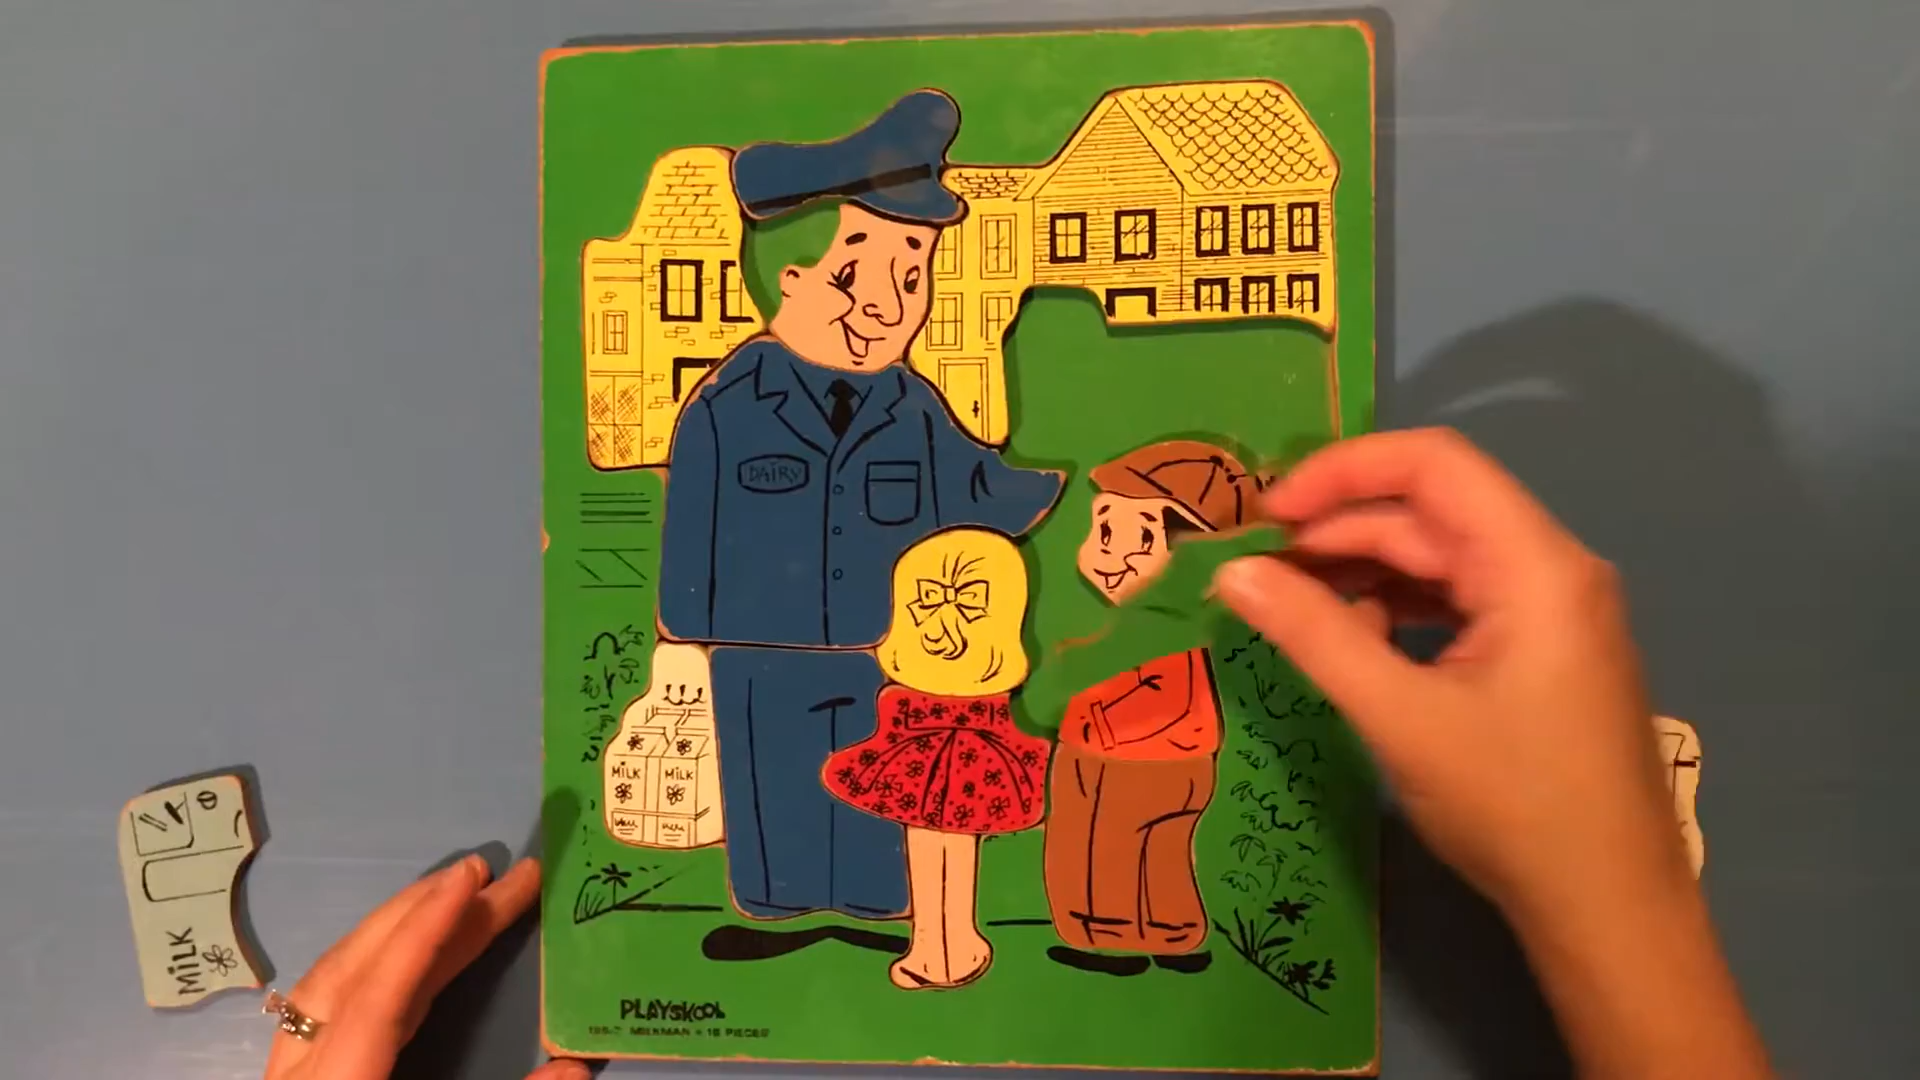 DAIRY
MILK MILK
MILK
PLAYSKOOL
MILKMAN • 16 PIECES